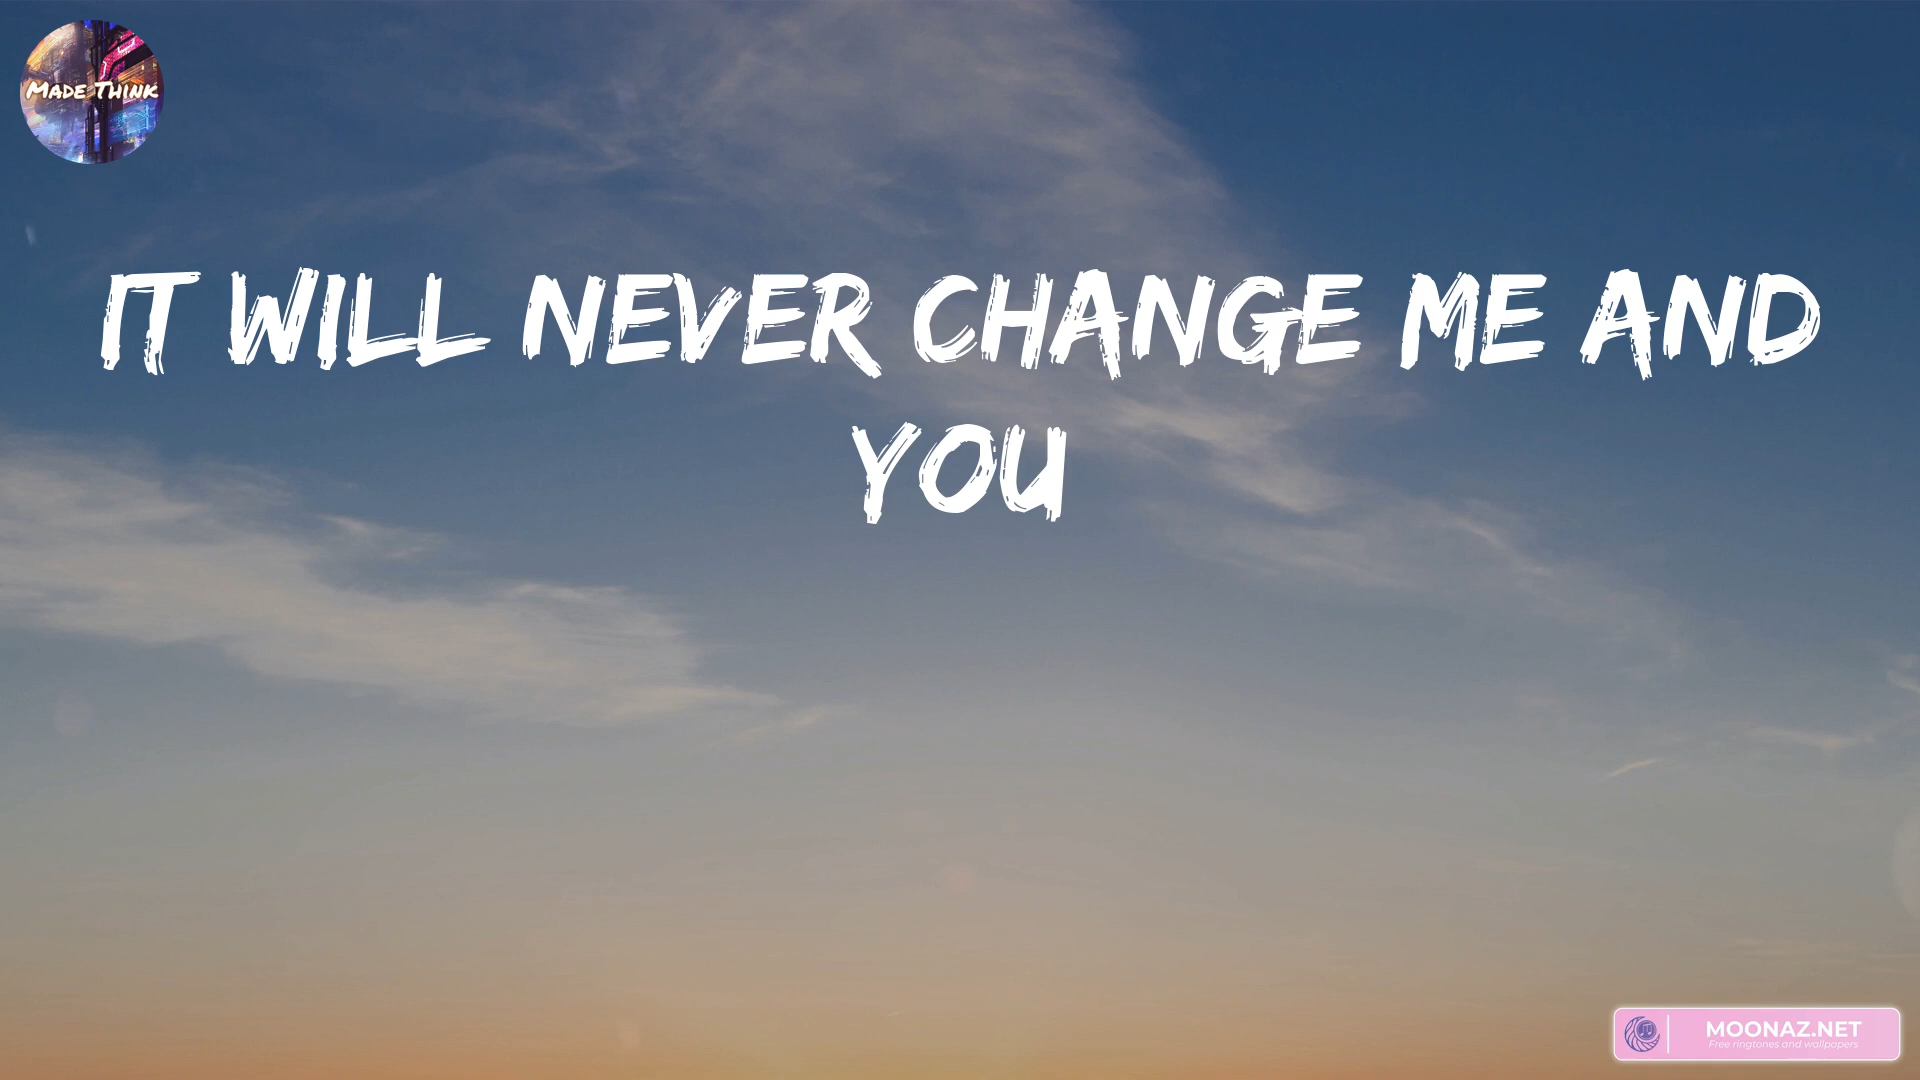 MADE THINK
IT WILL NEVER CHANGE ME AND
YOU
MOONAZ.NET
Free ringtones and wallpapers